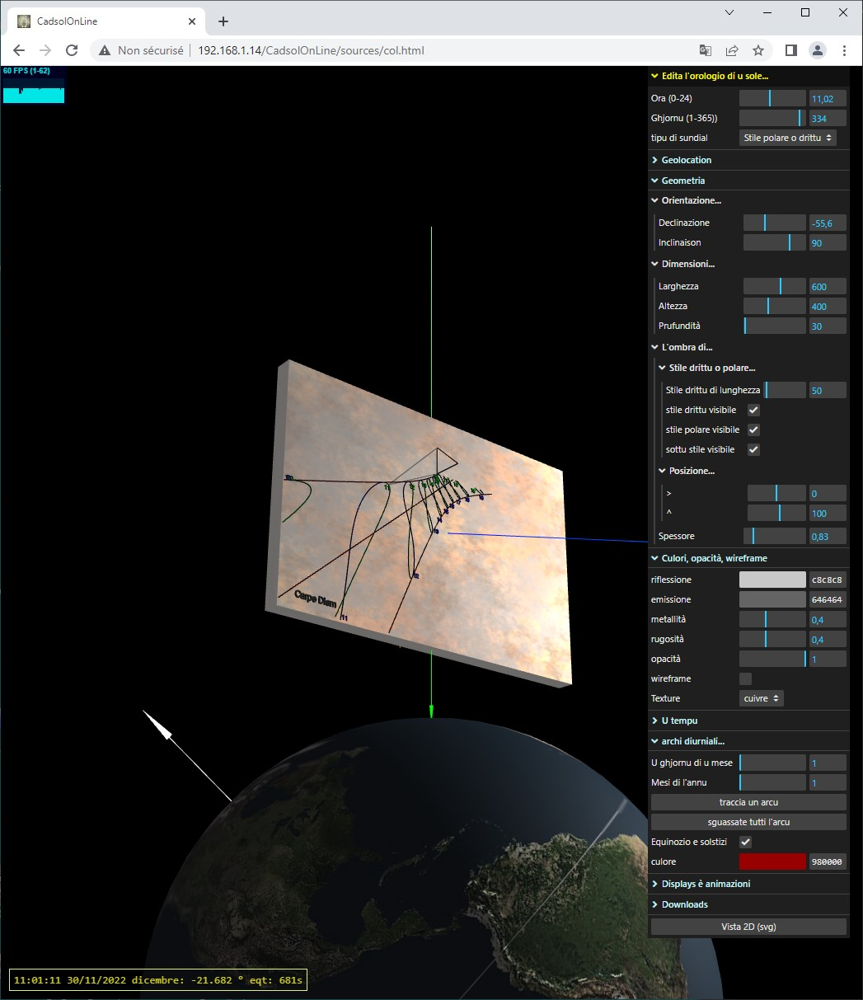 CadsolOnLine
Non sécurisé
192.168.1.14/CadsolOnLine/sources/col.html
60 FPS (1-62)
Edita l'orologio di u sole...
Ora (0-24) 11,02
Ghjornu (1-365)) 334
tipu di sundial Stile polare o drittu
Geolocation
Geometria
Orientazione...
Declinazione -55,6
Inclinaison 90
Dimensioni...
Larghezza 600
Altezza 400
Prufundità 30
L'ombra di...
Stile drittu o polare...
Stile drittu di lunghezza 50
stile drittu visibile
stile polare visibile
sottu stile visibile
Posizione...
> 0
^ 100
Spessore 0,83
Culori, opacità, wireframe
riflessione c8c8c8
emissione 646464
metallità 0,4
rugosità 0,4
opacità 1
wireframe
Texture cuivre
U tempu
archi diurniali...
U ghjornu di u mese 1
Mesi di l'annu 1
traccia un arcu
sguassate tutti l'arcu
Equinozio e solstizi
culore 980000
Displays è animazioni
Downloads
Vista 2D (svg)
Carpe Diem
11
12
11:01:11 30/11/2022 dicembre: -21.682 ° eqt: 681s